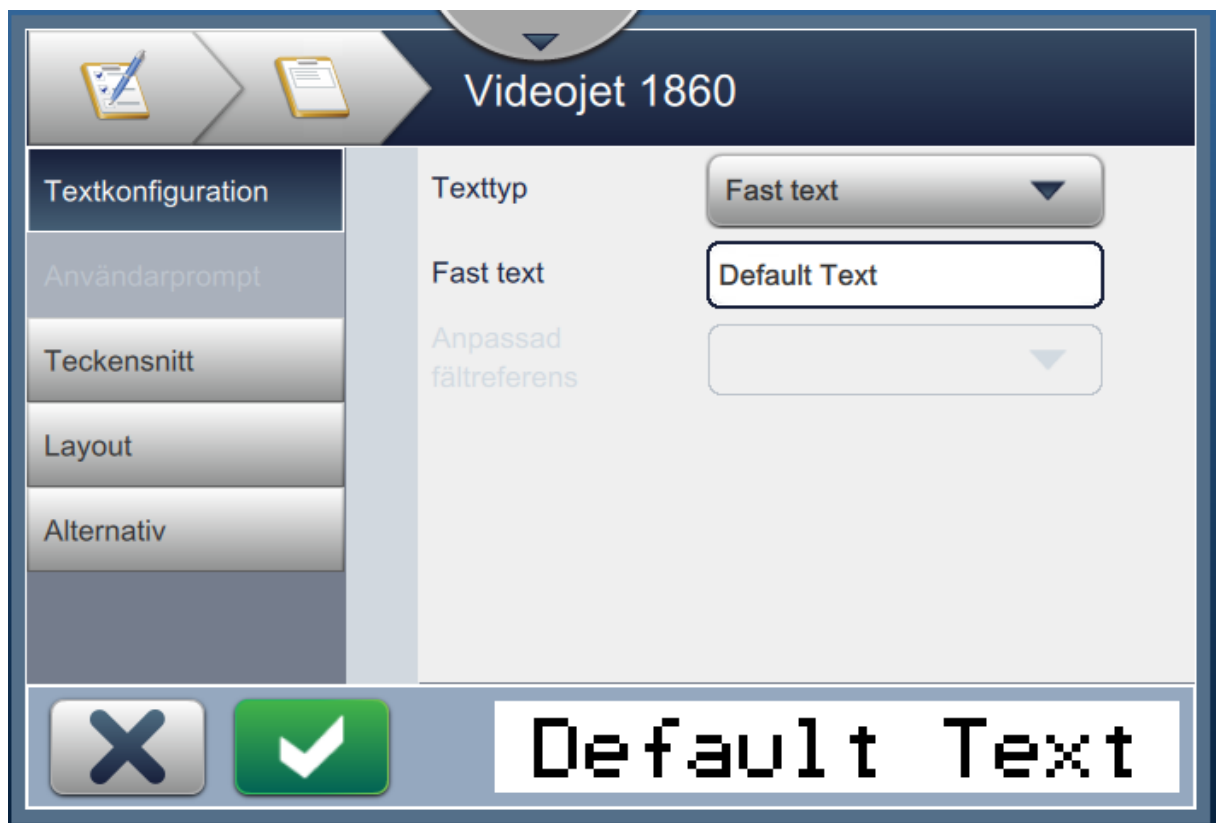 Videojet 1860
Textkonfiguration
Användarprompt
Teckensnitt
Layout
Alternativ
Texttyp
Fast text
Fast text
Default Text
Anpassad
fältreferens
Default Text